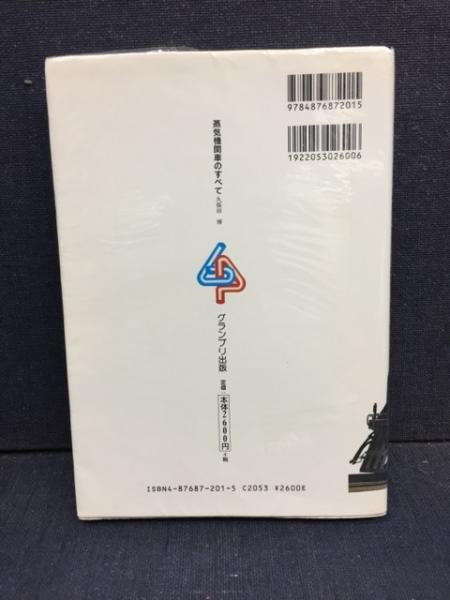 9784876872015
1922053026006
蒸気機関車のすべて 久保田 博
グランプリ出版
定価:本体2600円+税
ISBN4-87687-201-5 C2053 ¥2600E